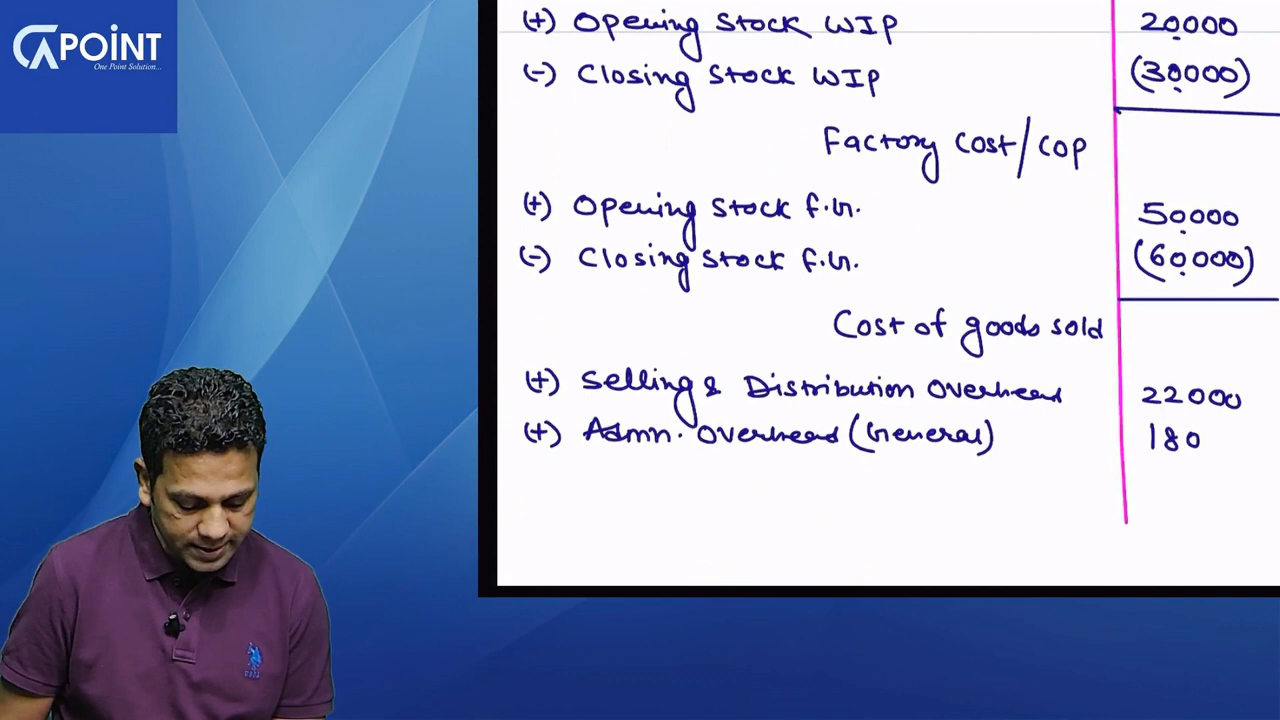 CAPOINT
One Point Solution...
(+) Opening Stock WIP 20000
(-) Closing Stock WIP (30000)
Factory Cost/COP
(+) Opening Stock F.G. 50000
(-) Closing Stock F.G. (60000)
Cost of goods sold
(+) Selling & Distribution Overhead 22000
(+) Admn. Overhead (General) 180